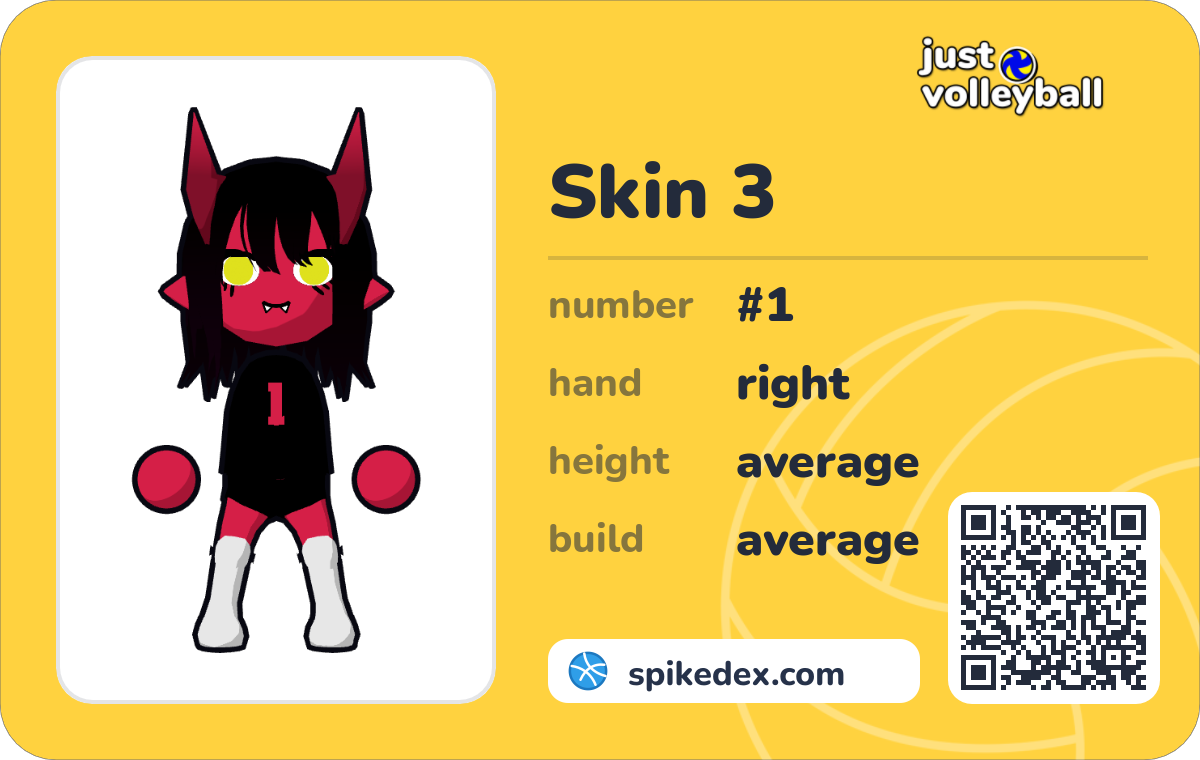 just
volleyball
Skin 3
number #1
hand right
height average
build average
1
spikedex.com